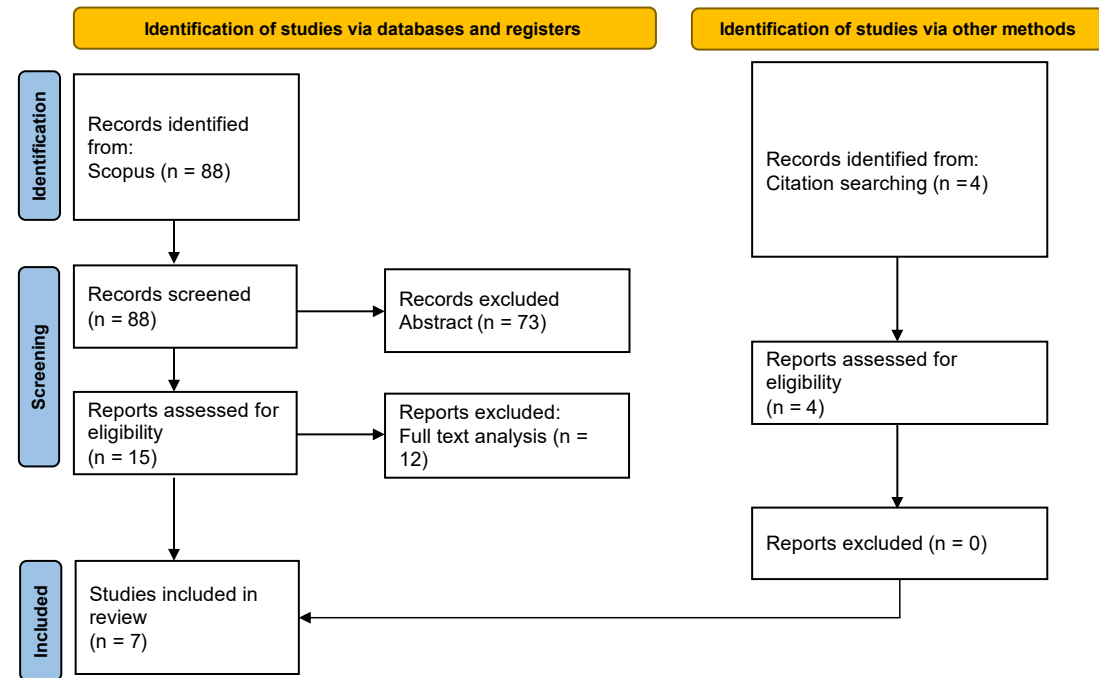 Identification of studies via databases and registers
Identification of studies via other methods
Identification
Records identified
from:
Scopus (n = 88)
Records identified from:
Citation searching (n =4)
Screening
Records screened
(n = 88)
Records excluded
Abstract (n = 73)
Reports assessed for
eligibility
(n = 15)
Reports excluded:
Full text analysis (n =
12)
Reports assessed for
eligibility
(n = 4)
Reports excluded (n = 0)
Included
Studies included in
review
(n = 7)